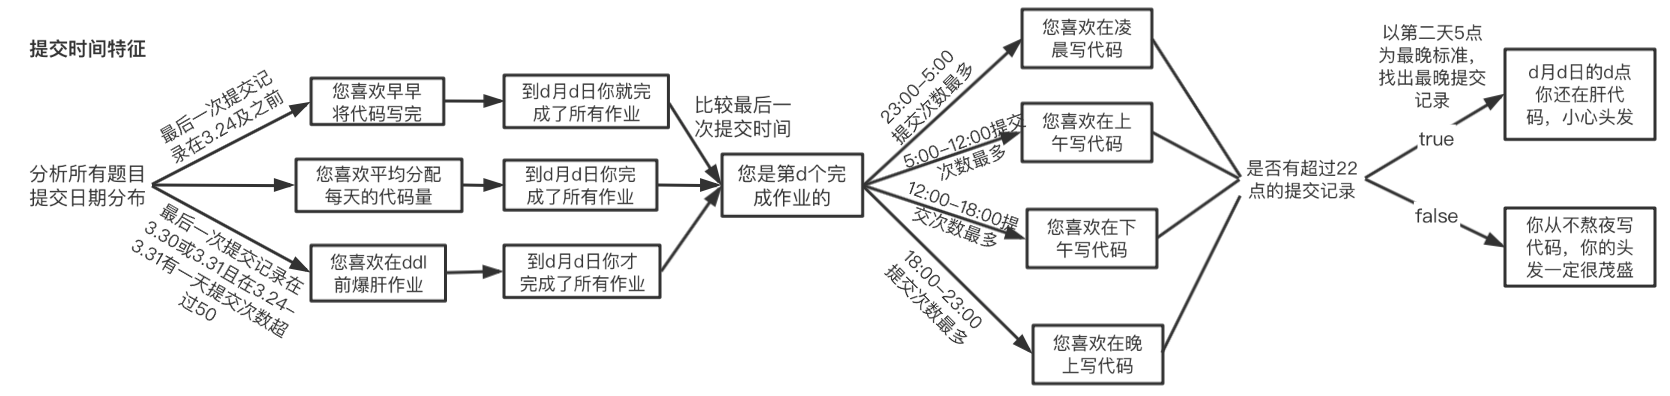 提交时间特征
分析所有题目
提交日期分布
最后一次提交记
录在3.24及之前
最后一次提交记录在
3.30或3.31且在3.24-
3.31有一天提交次数超
过50
您喜欢早早
将代码写完
您喜欢平均分配
每天的代码量
您喜欢在ddl
前爆肝作业
到d月d日你就完
成了所有作业
到d月d日你完
成了所有作业
到d月d日你才
完成了所有作业
比较最后一
次提交时间
您是第d个完
成作业的
23:00-5:00
提交次数最多
5:00-12:00提交
次数最多
12:00-18:00提
交次数最多
18:00-23:00
提交次数最多
您喜欢在凌
晨写代码
您喜欢在上
午写代码
您喜欢在下
午写代码
您喜欢在晚
上写代码
是否有超过22
点的提交记录
以第二天5点
为最晚标准，
找出最晚提交
记录
true
false
d月d日的d点
你还在肝代
码，小心头发
你从不熬夜写
代码，你的头
发一定很茂盛